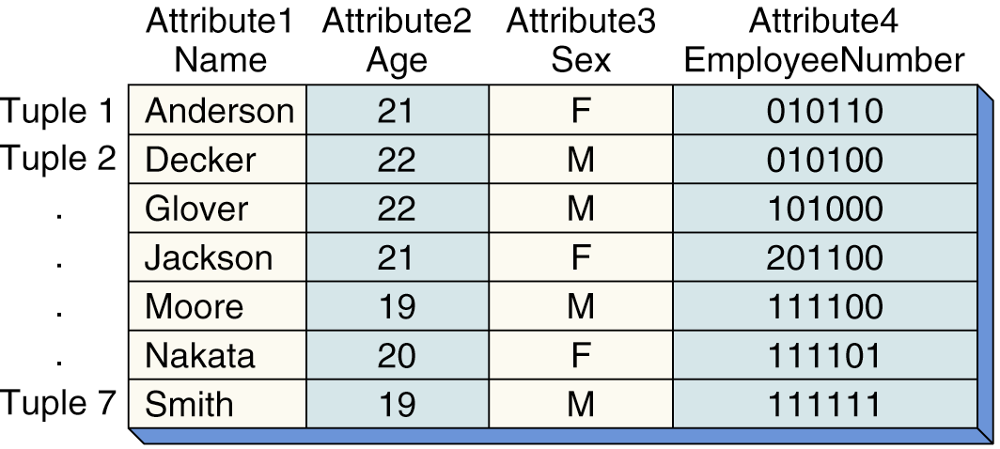 Attribute1 Attribute2 Attribute3 Attribute4
Name Age Sex EmployeeNumber
Tuple 1 Anderson 21 F 010110
Tuple 2 Decker 22 M 010100
. Glover 22 M 101000
. Jackson 21 F 201100
. Moore 19 M 111100
. Nakata 20 F 111101
Tuple 7 Smith 19 M 111111